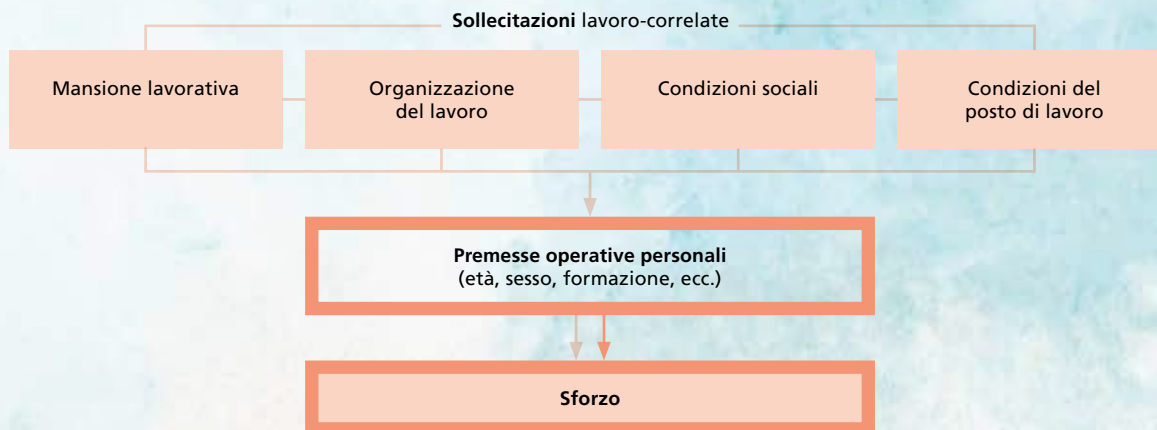 Sollecitazioni lavoro-correlate
Mansione lavorativa
Organizzazione
del lavoro
Condizioni sociali
Condizioni del
posto di lavoro
Premesse operative personali
(età, sesso, formazione, ecc.)
Sforzo